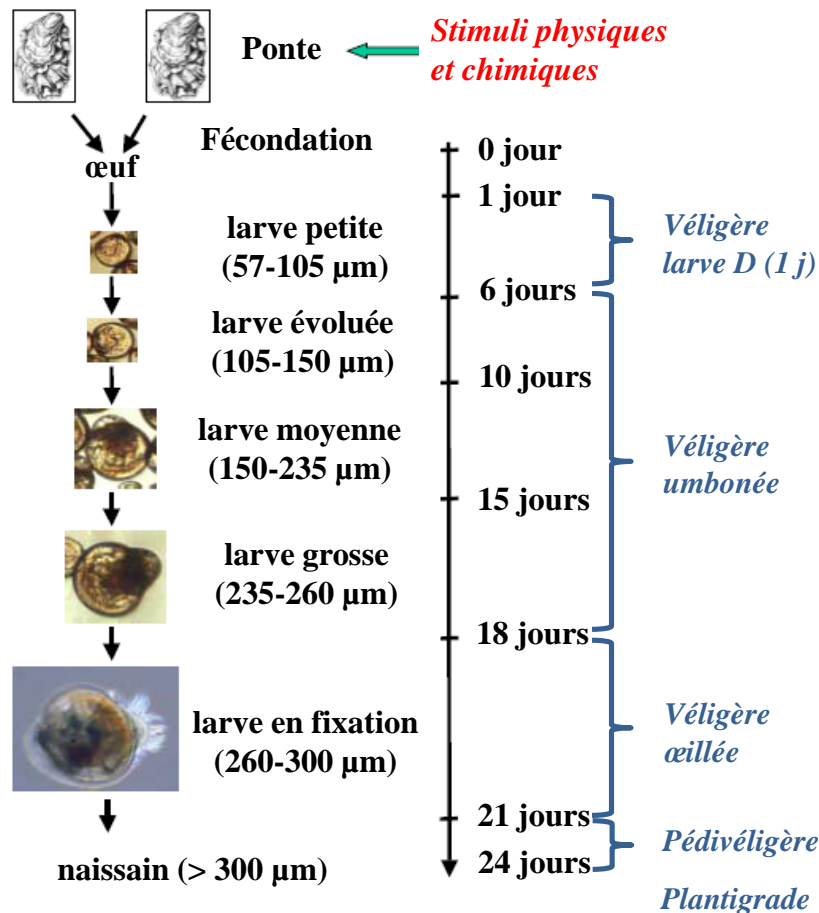 Ponte
Stimuli physiques
et chimiques
Fécondation
œuf
0 jour
1 jour
larve petite
(57-105 µm)
Véligère
larve D (1 j)
6 jours
larve évoluée
(105-150 µm)
10 jours
larve moyenne
(150-235 µm)
Véligère
umbonée
15 jours
larve grosse
(235-260 µm)
18 jours
larve en fixation
(260-300 µm)
Véligère
œillée
21 jours
Pédivéligère
24 jours
naissain (> 300 µm)
Plantigrade